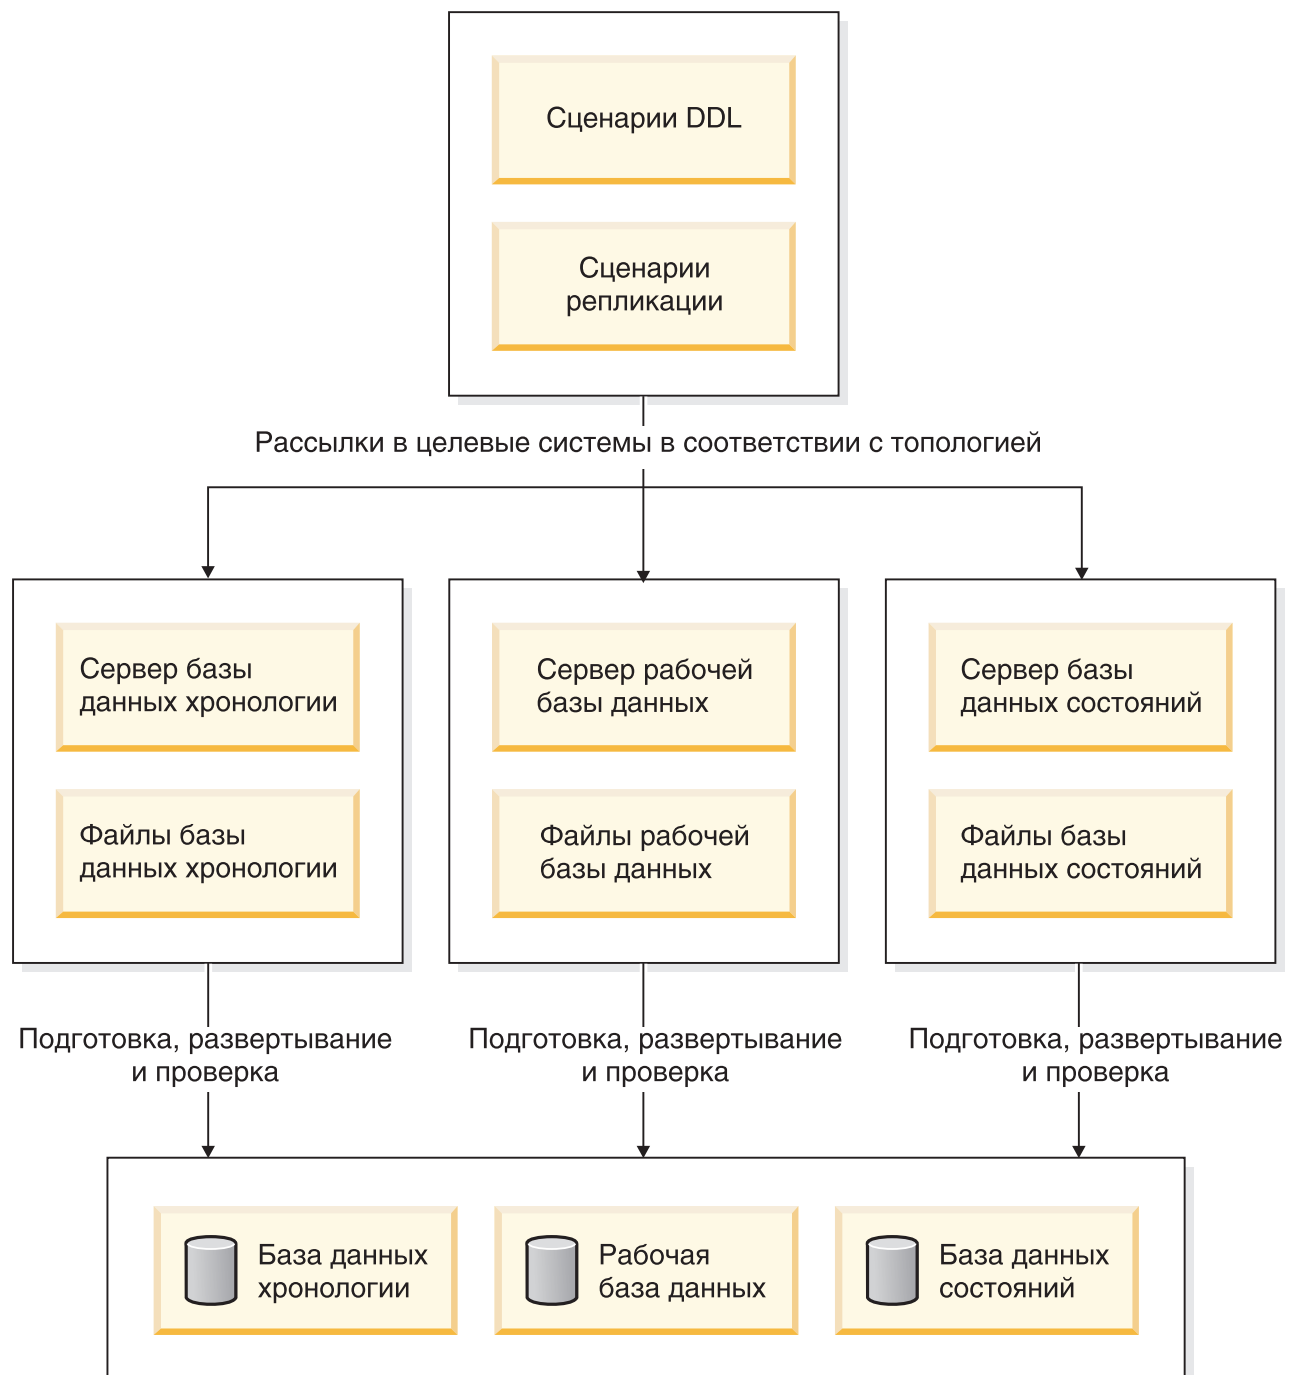 Сценарии DDL
Сценарии
репликации
Рассылки в целевые системы в соответствии с топологией
Сервер базы
данных хронологии
Файлы базы
данных хронологии
Сервер рабочей
базы данных
Файлы рабочей
базы данных
Сервер базы
данных состояний
Файлы базы
данных состояний
Подготовка, развертывание
и проверка
Подготовка, развертывание
и проверка
Подготовка, развертывание
и проверка
База данных
хронологии
Рабочая
база данных
База данных
состояний